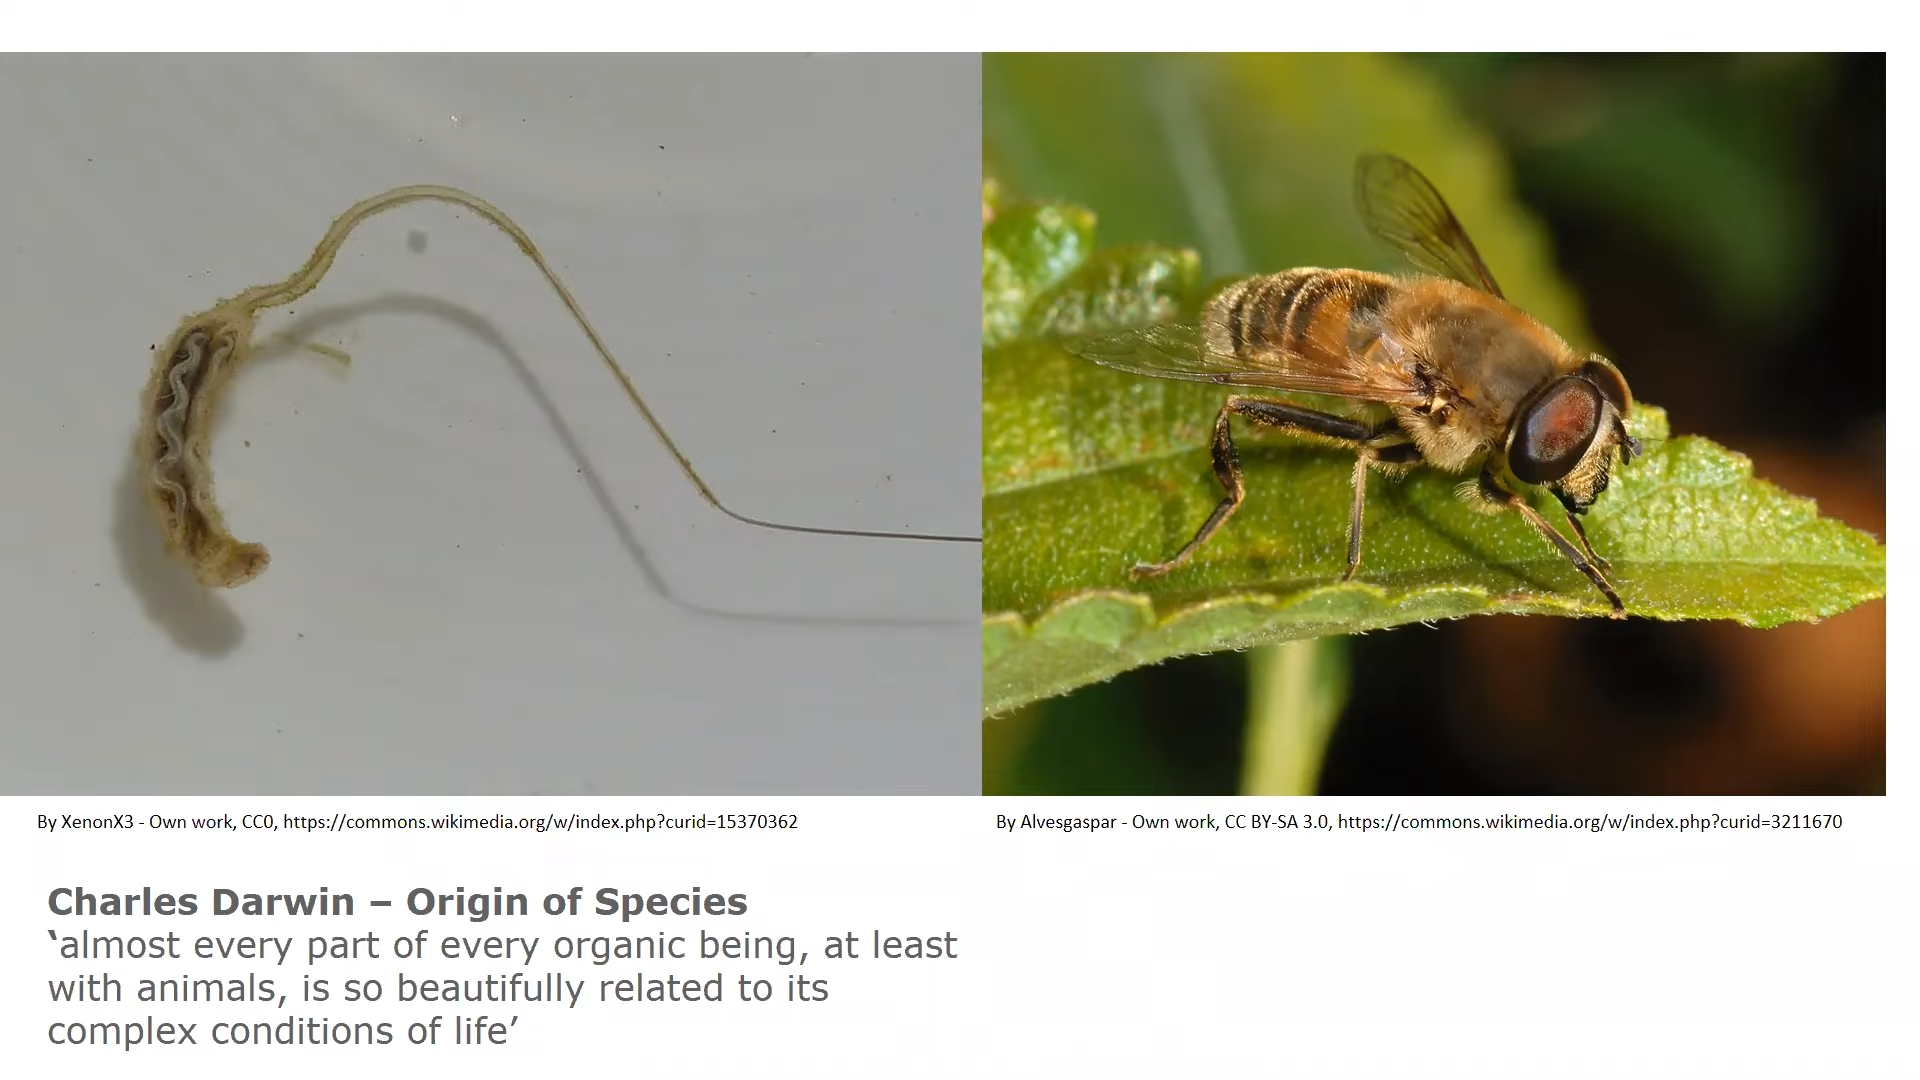 By XenonX3 - Own work, CC0, https://commons.wikimedia.org/w/index.php?curid=15370362
By Alvesgaspar - Own work, CC BY-SA 3.0, https://commons.wikimedia.org/w/index.php?curid=3211670
Charles Darwin – Origin of Species
‘almost every part of every organic being, at least
with animals, is so beautifully related to its
complex conditions of life’